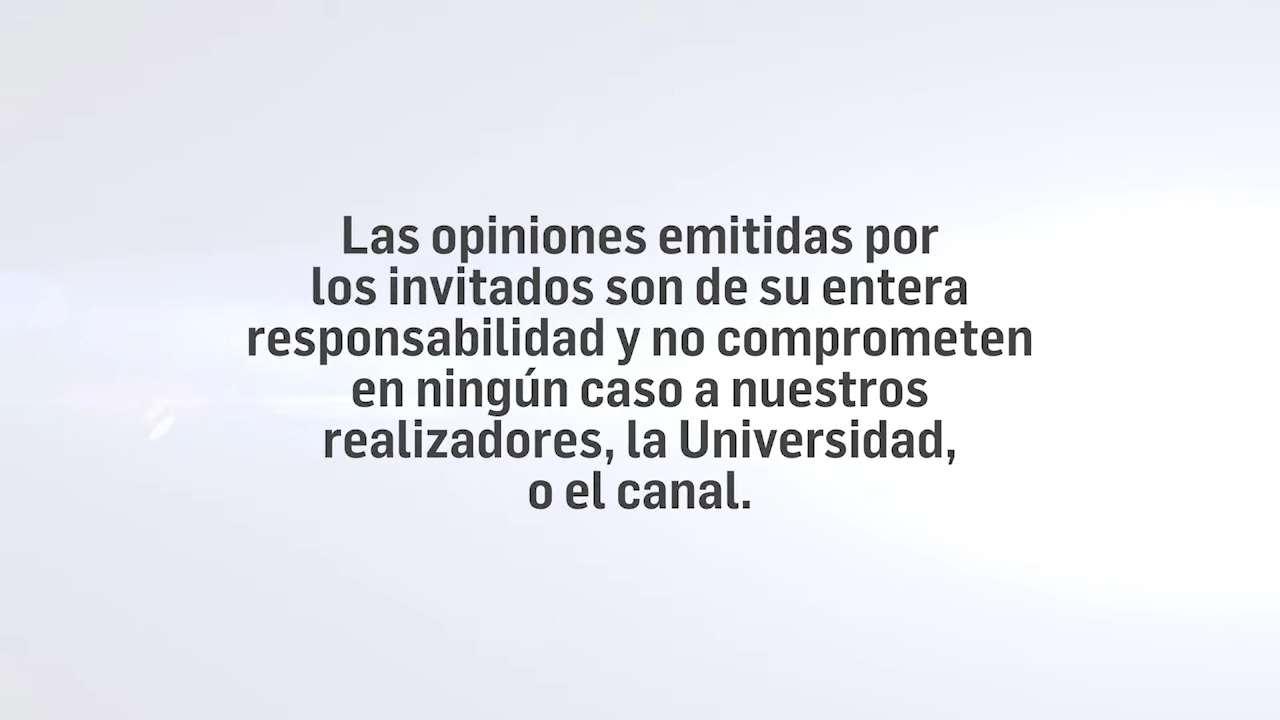 Las opiniones emitidas por
los invitados son de su entera
responsabilidad y no comprometen
en ningún caso a nuestros
realizadores, la Universidad,
o el canal.